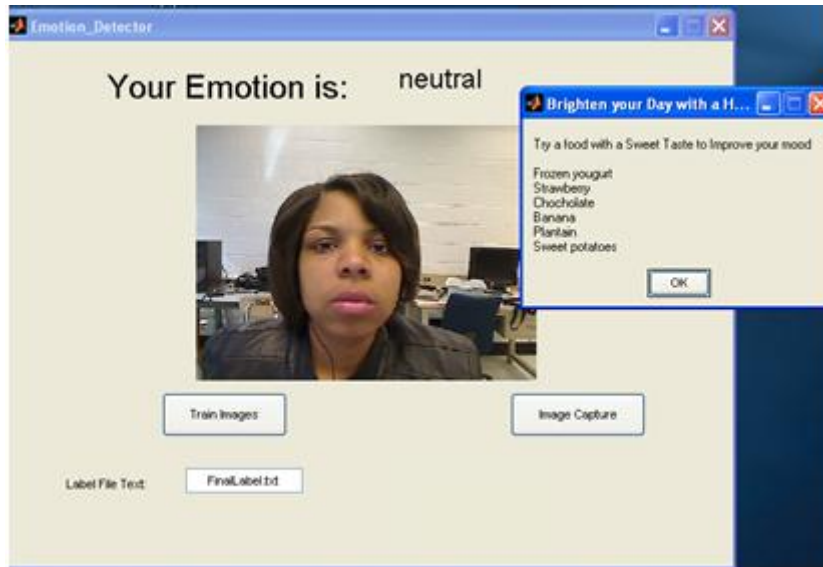 Emotion_Detector
Your Emotion is: neutral
Brighten your Day with a H...
Try a food with a Sweet Taste to Improve your mood
Frozen yougurt
Strawberry
Chocholate
Banana
Plantain
Sweet potatoes
OK
Train Images
Image Capture
Label File Text:
FinalLabel.txt